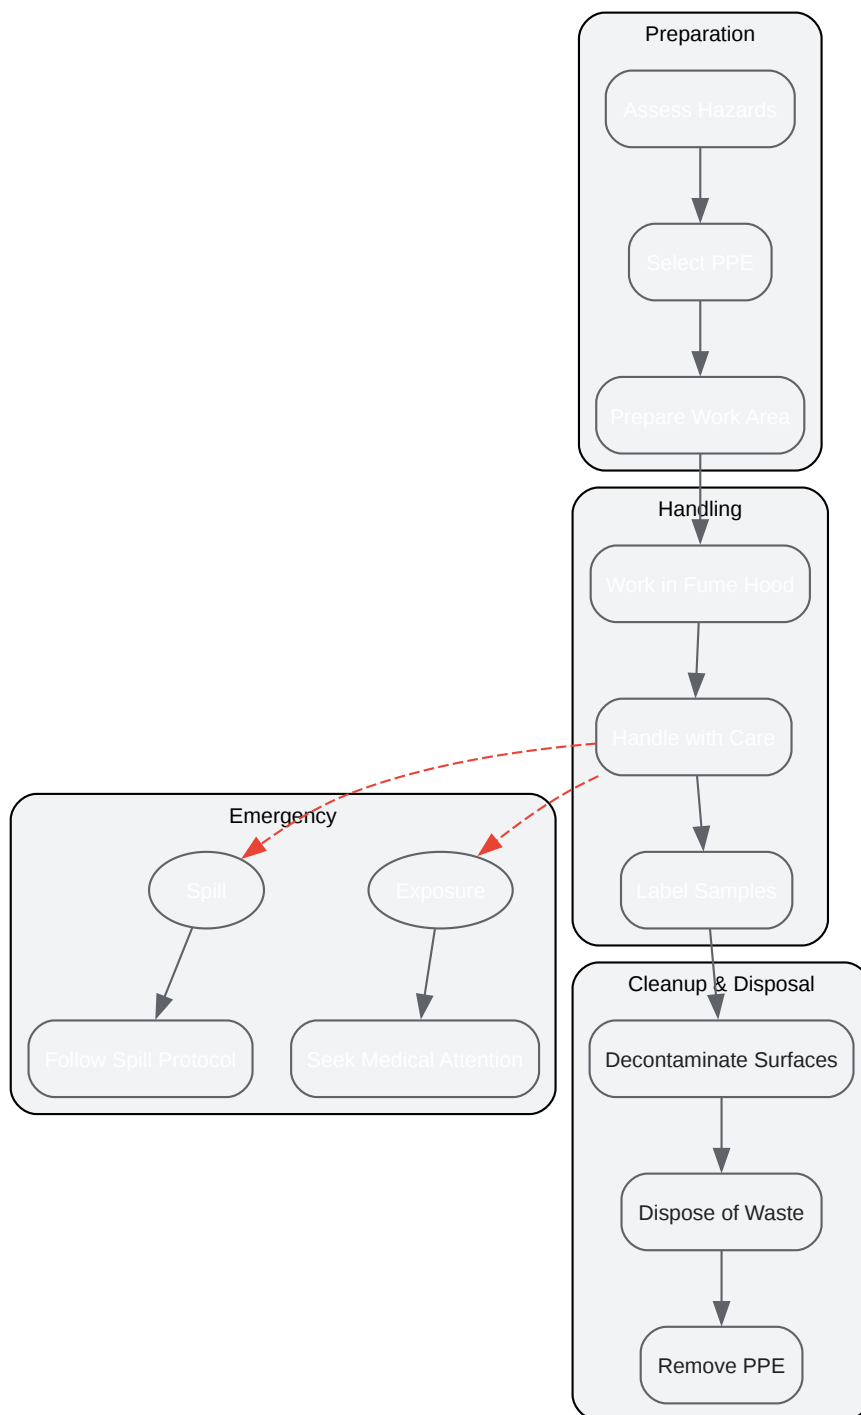 Preparation
Assess Hazards
Select PPE
Prepare Work Area
Handling
Work in Fume Hood
Handle with Care
Label Samples
Emergency
Spill
Exposure
Follow Spill Protocol
Seek Medical Attention
Cleanup & Disposal
Decontaminate Surfaces
Dispose of Waste
Remove PPE